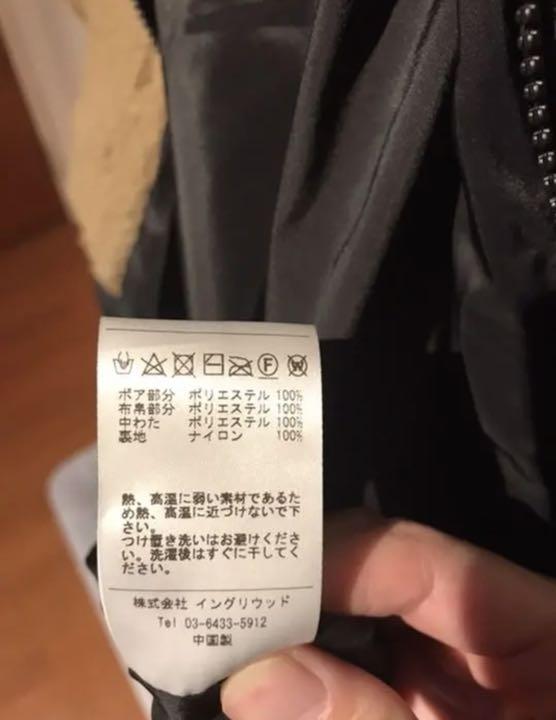 F W
ボア部分 ポリエステル 100%
布帛部分 ポリエステル 100%
中わた ポリエステル 100%
裏地 ナイロン 100%
熱、高温に弱い素材であるた
め熱、高温に近づけないで下
さい。
つけ置き洗いはお避けくださ
い。洗濯後はすぐに干してく
ださい。
株式会社 イングリウッド
Tel 03-6433-5912
中国製